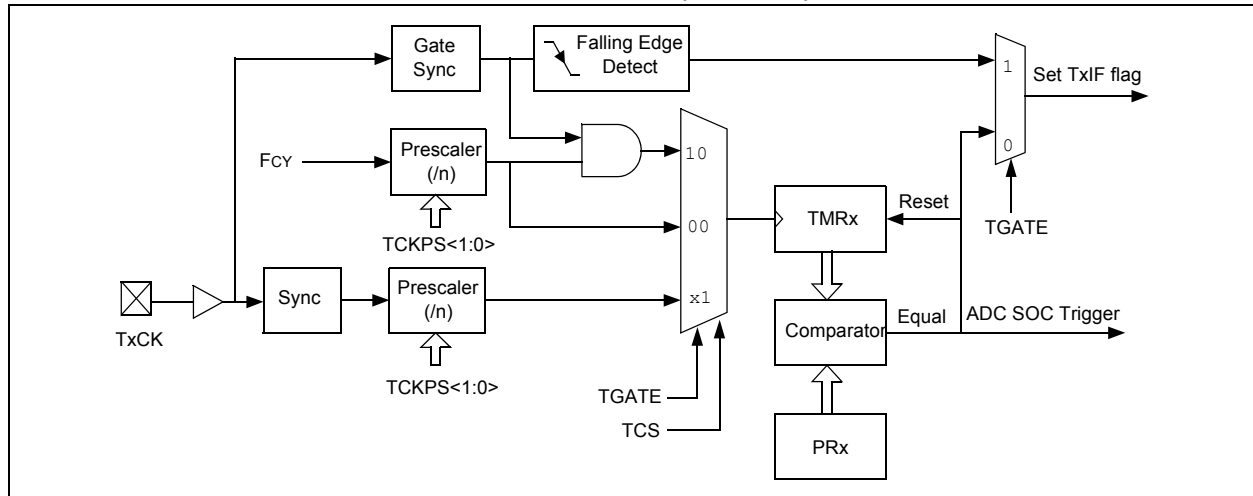 Gate
Sync
Falling Edge
Detect
1
Set TxIF flag
0
FCY
Prescaler
(/n)
10
TCKPS<1:0>
00
TMRx
Reset
TGATE
TxCK
Sync
Prescaler
(/n)
x1
Comparator
Equal
ADC SOC Trigger
TCKPS<1:0>
TGATE
TCS
PRx